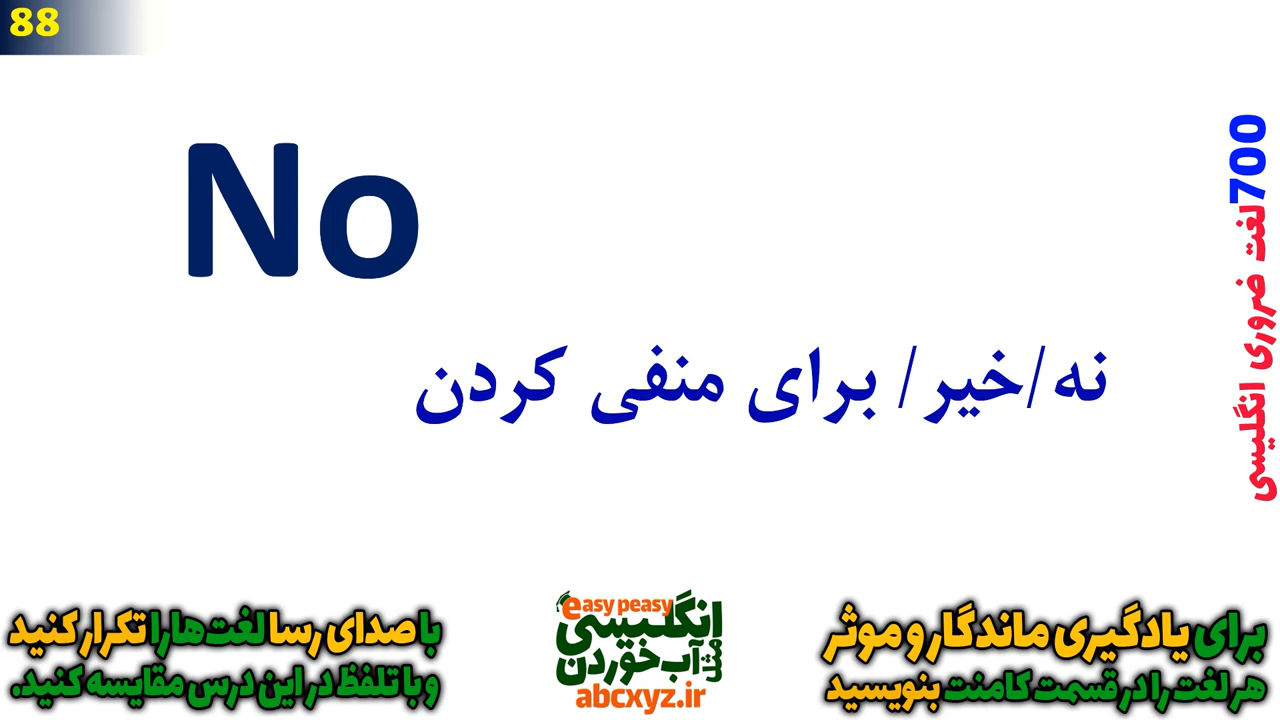 88
No
نه/خیر/ برای منفی کردن
700 لغت ضروری انگلیسی
برای یادگیری ماندگار و موثر
هر لغت را در قسمت کامنت بنویسید
easy peasy
انگلیسی
مثل آب خوردن
abcxyz.ir
با صدای رسا لغت‌ها را تکرار کنید
و با تلفظ در این درس مقایسه کنید.